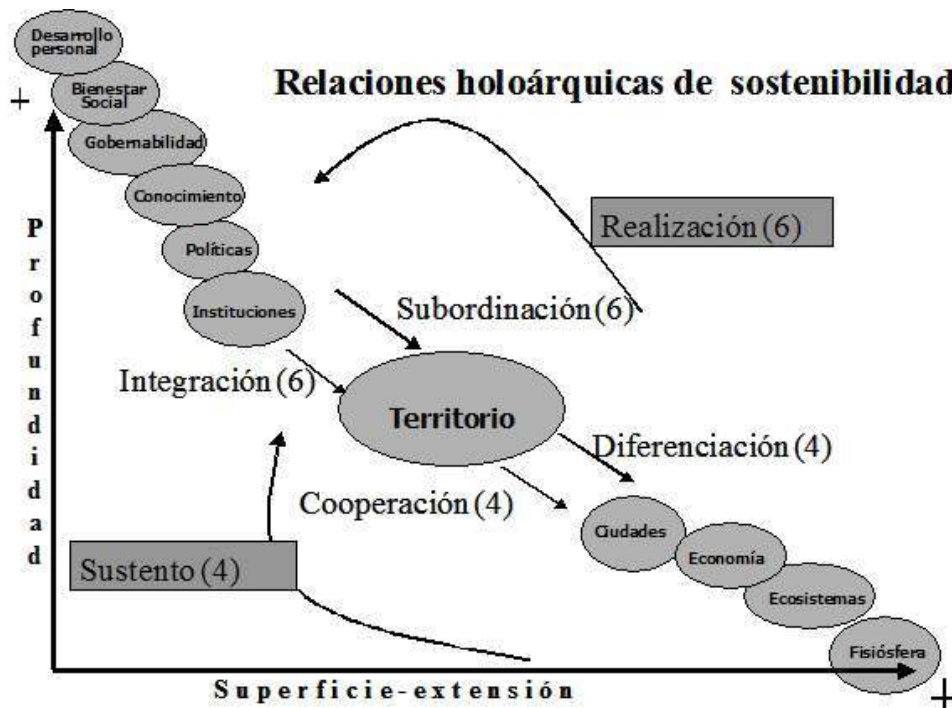 Desarrollo
personal
+
Bienestar
Social
Relaciones holoárquicas de sostenibilidad
Gobernabilidad
Conocimiento
Profundidad
Realización (6)
Políticas
Instituciones
Subordinación (6)
Integración (6)
Territorio
Diferenciación (4)
Cooperación (4)
Ciudades
Economía
Sustento (4)
Ecosistemas
Fisiósfera
Superficie-extensión
+